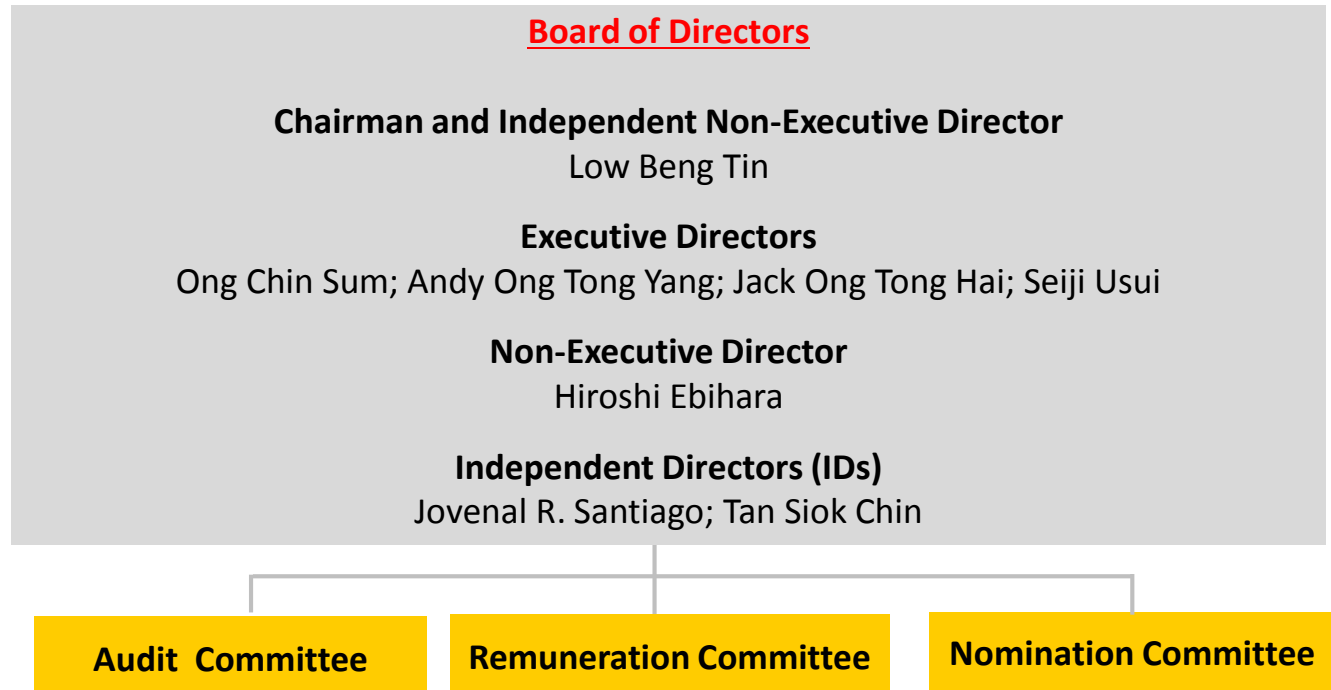 Board of Directors
Chairman and Independent Non-Executive Director
Low Beng Tin
Executive Directors
Ong Chin Sum; Andy Ong Tong Yang; Jack Ong Tong Hai; Seiji Usui
Non-Executive Director
Hiroshi Ebihara
Independent Directors (IDs)
Jovenal R. Santiago; Tan Siok Chin
Audit Committee
Remuneration Committee
Nomination Committee